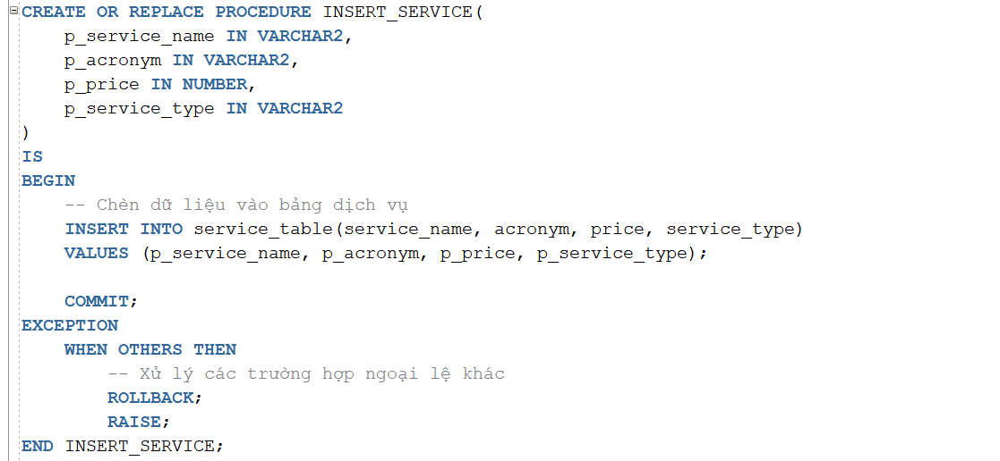 CREATE OR REPLACE PROCEDURE INSERT_SERVICE(
    p_service_name IN VARCHAR2,
    p_acronym IN VARCHAR2,
    p_price IN NUMBER,
    p_service_type IN VARCHAR2
)
IS
BEGIN
    -- Chèn dữ liệu vào bảng dịch vụ
    INSERT INTO service_table(service_name, acronym, price, service_type)
    VALUES (p_service_name, p_acronym, p_price, p_service_type);
    COMMIT;
EXCEPTION
    WHEN OTHERS THEN
        -- Xử lý các trường hợp ngoại lệ khác
        ROLLBACK;
        RAISE;
END INSERT_SERVICE;